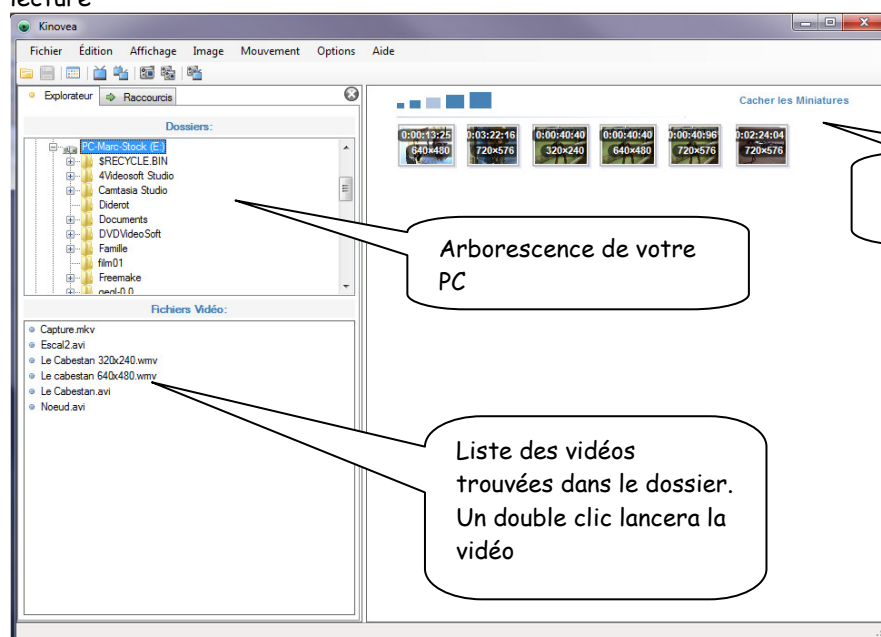 lecture
Kinovea
Fichier Édition Affichage Image Mouvement Options Aide
Explorateur Raccourcis
Dossiers:
PC-Marc-Stock (E:)
$RECYCLE.BIN
4Videosoft Studio
Camtasia Studio
Diderot
Documents
DVDVideoSoft
Famille
film01
Freemake
Fichiers Vidéo:
Capture.mkv
Escal2.avi
Le Cabestan 320x240.wmv
Le cabestan 640x480.wmv
Le Cabestan.avi
Noeud.avi
Cacher les Miniatures
0:00:13:25 0:03:22:16 0:00:40:40 0:00:40:40 0:00:40:96 0:02:24:04
640×480 720×576 320×240 640×480 720×576 720×576
Arborescence de votre
PC
Liste des vidéos
trouvées dans le dossier.
Un double clic lancera la
vidéo